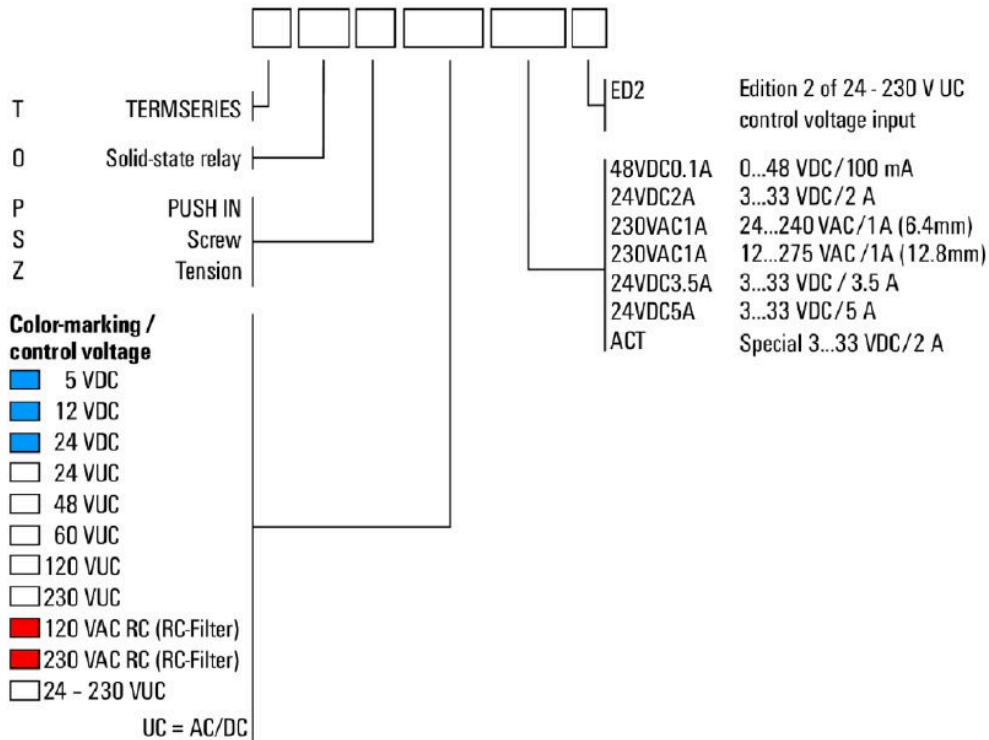 T TERMSERIES
O Solid-state relay
P PUSH IN
S Screw
Z Tension
Color-marking /
control voltage
5 VDC
12 VDC
24 VDC
24 VUC
48 VUC
60 VUC
120 VUC
230 VUC
120 VAC RC (RC-Filter)
230 VAC RC (RC-Filter)
24 – 230 VUC
UC = AC/DC
ED2 Edition 2 of 24 - 230 V UC
control voltage input
48VDC0.1A 0...48 VDC/100 mA
24VDC2A 3...33 VDC/2 A
230VAC1A 24...240 VAC/1A (6.4mm)
230VAC1A 12...275 VAC /1A (12.8mm)
24VDC3.5A 3...33 VDC / 3.5 A
24VDC5A 3...33 VDC/5 A
ACT Special 3...33 VDC/2 A